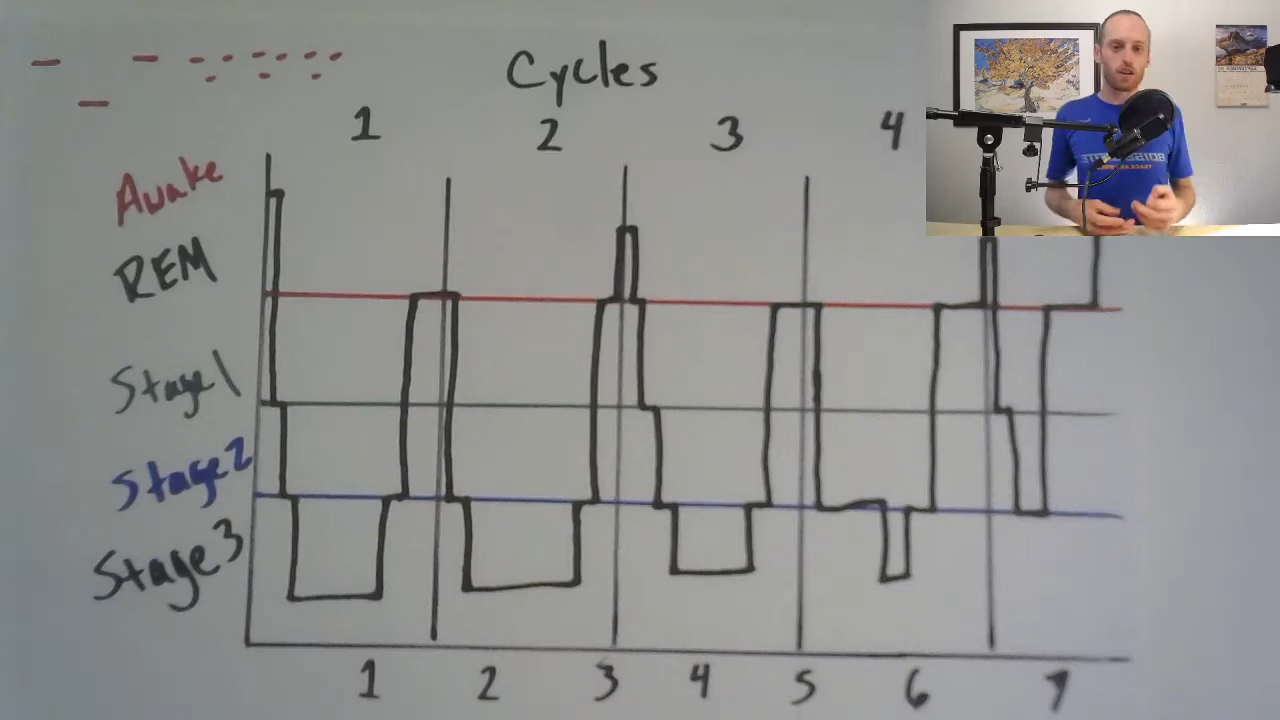 Cycles
1 2 3 4
Awake
REM
Stage 1
Stage 2
Stage 3
1 2 3 4 5 6 7